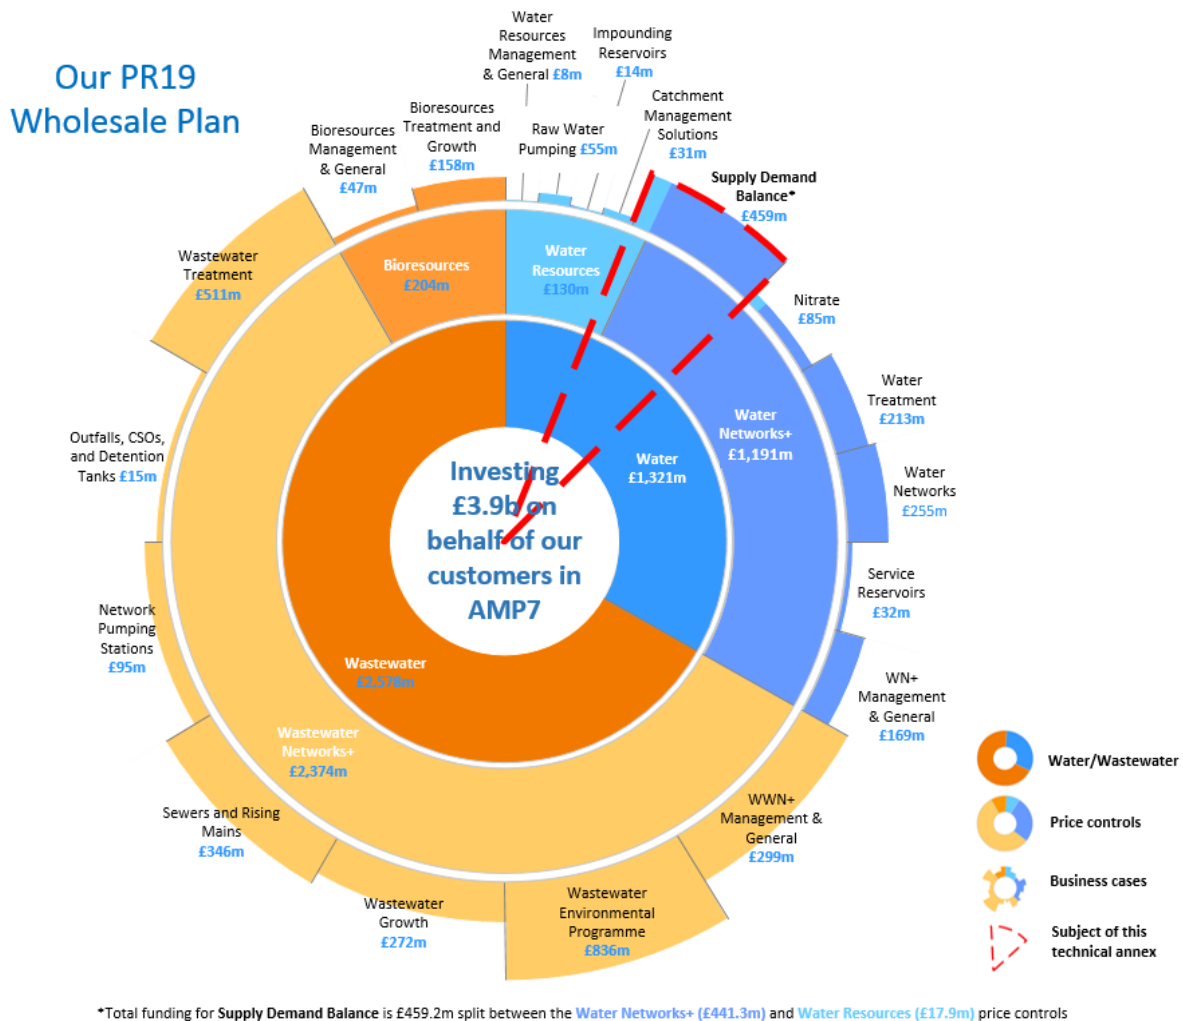 Our PR19
Wholesale Plan
Water
Resources
Management
& General £8m
Impounding
Reservoirs
£14m
Raw Water
Pumping £55m
Catchment
Management
Solutions
£31m
Bioresources
Management
& General
£47m
Bioresources
Treatment and
Growth
£158m
Supply Demand
Balance*
£459m
Nitrate
£85m
Water
Treatment
£213m
Water
Networks
£255m
Service
Reservoirs
£32m
WN+
Management
& General
£169m
WWN+
Management &
General
£299m
Wastewater
Environmental
Programme
£836m
Wastewater
Growth
£272m
Sewers and Rising
Mains
£346m
Network
Pumping
Stations
£95m
Outfalls, CSOs,
and Detention
Tanks £15m
Wastewater
Treatment
£511m
Bioresources
£204m
Water
Resources
£130m
Water
Networks+
£1,191m
Water
£1,321m
Wastewater
£2,578m
Wastewater
Networks+
£2,374m
Investing
£3.9b on
behalf of our
customers in
AMP7
Water/Wastewater
Price controls
Business cases
Subject of this
technical annex
*Total funding for Supply Demand Balance is £459.2m split between the Water Networks+ (£441.3m) and Water Resources (£17.9m) price controls